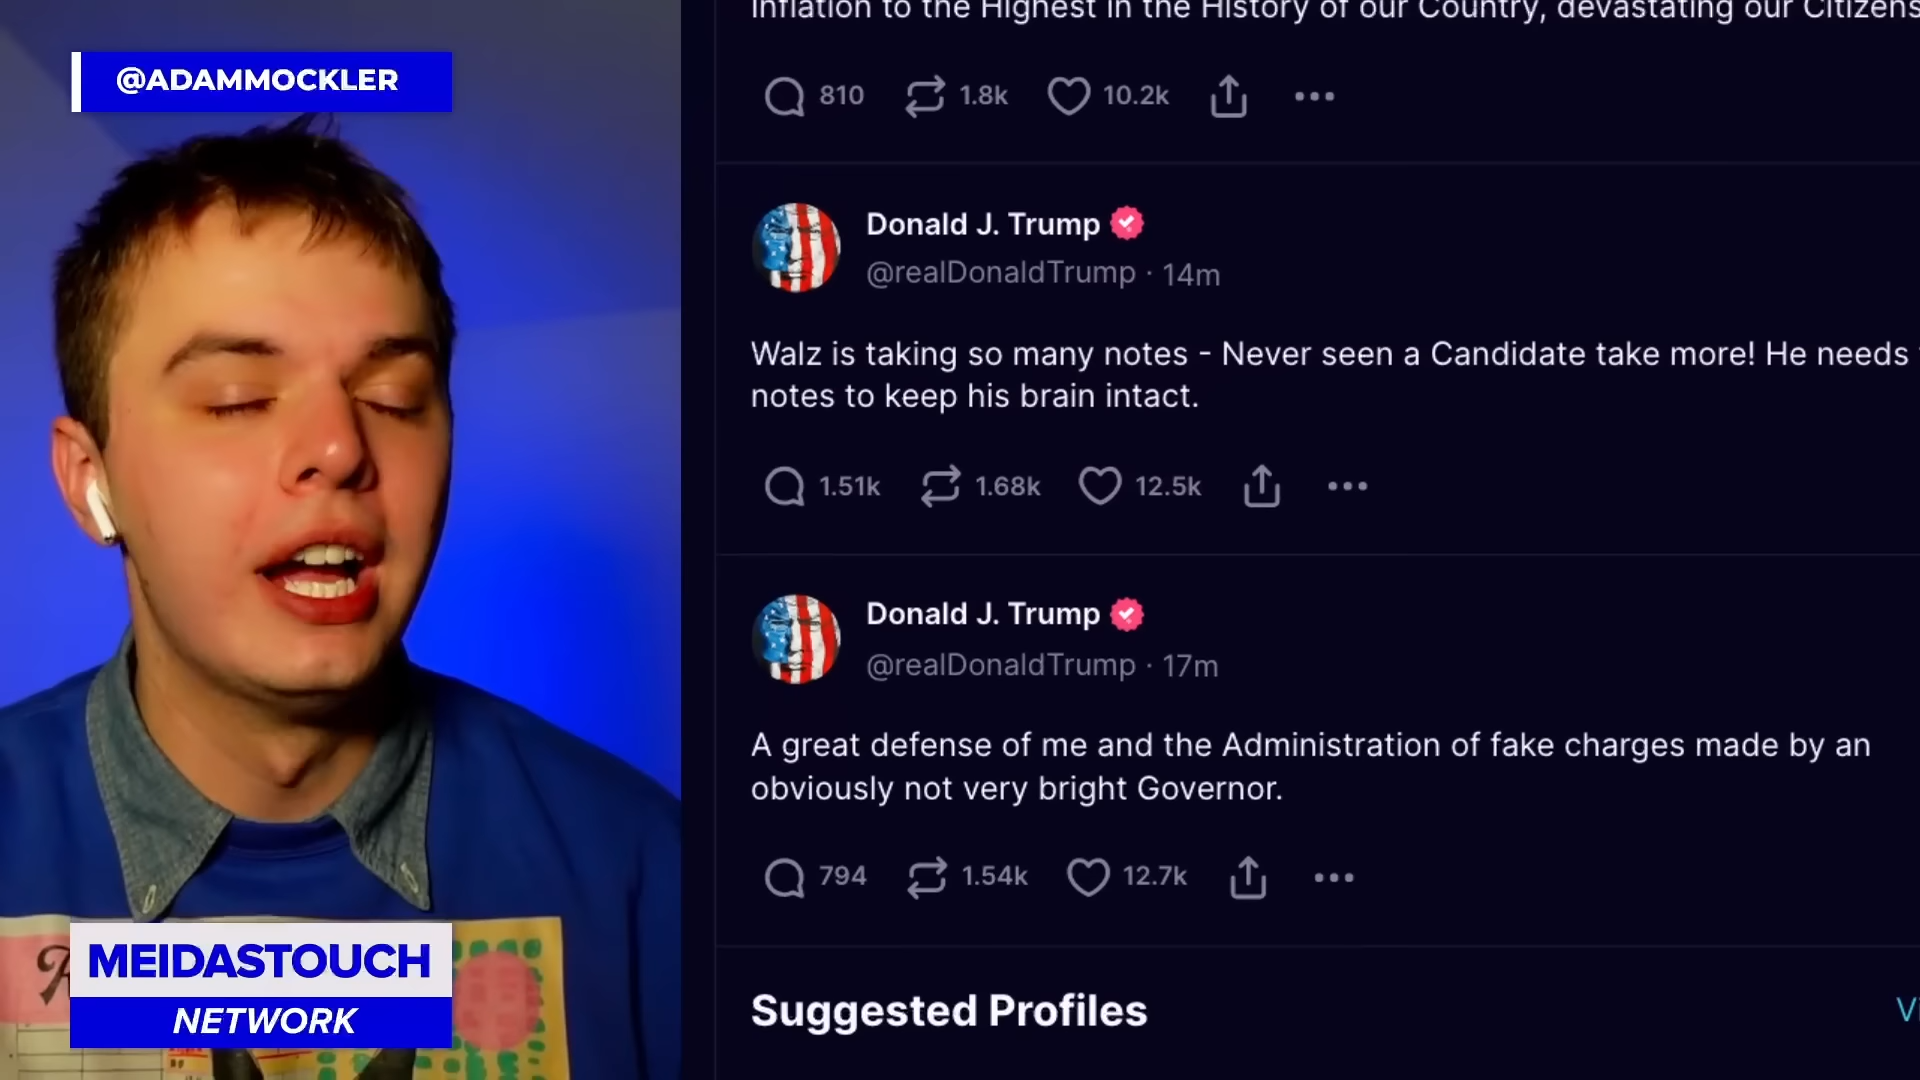 @ADAMMOCKLER
Inflation to the Highest in the History of our Country, devastating our Citizens
810 1.8k 10.2k
Donald J. Trump
@realDonaldTrump · 14m
Walz is taking so many notes - Never seen a Candidate take more! He needs
notes to keep his brain intact.
1.51k 1.68k 12.5k
Donald J. Trump
@realDonaldTrump · 17m
A great defense of me and the Administration of fake charges made by an
obviously not very bright Governor.
794 1.54k 12.7k
MEIDASTOUCH
NETWORK
Suggested Profiles